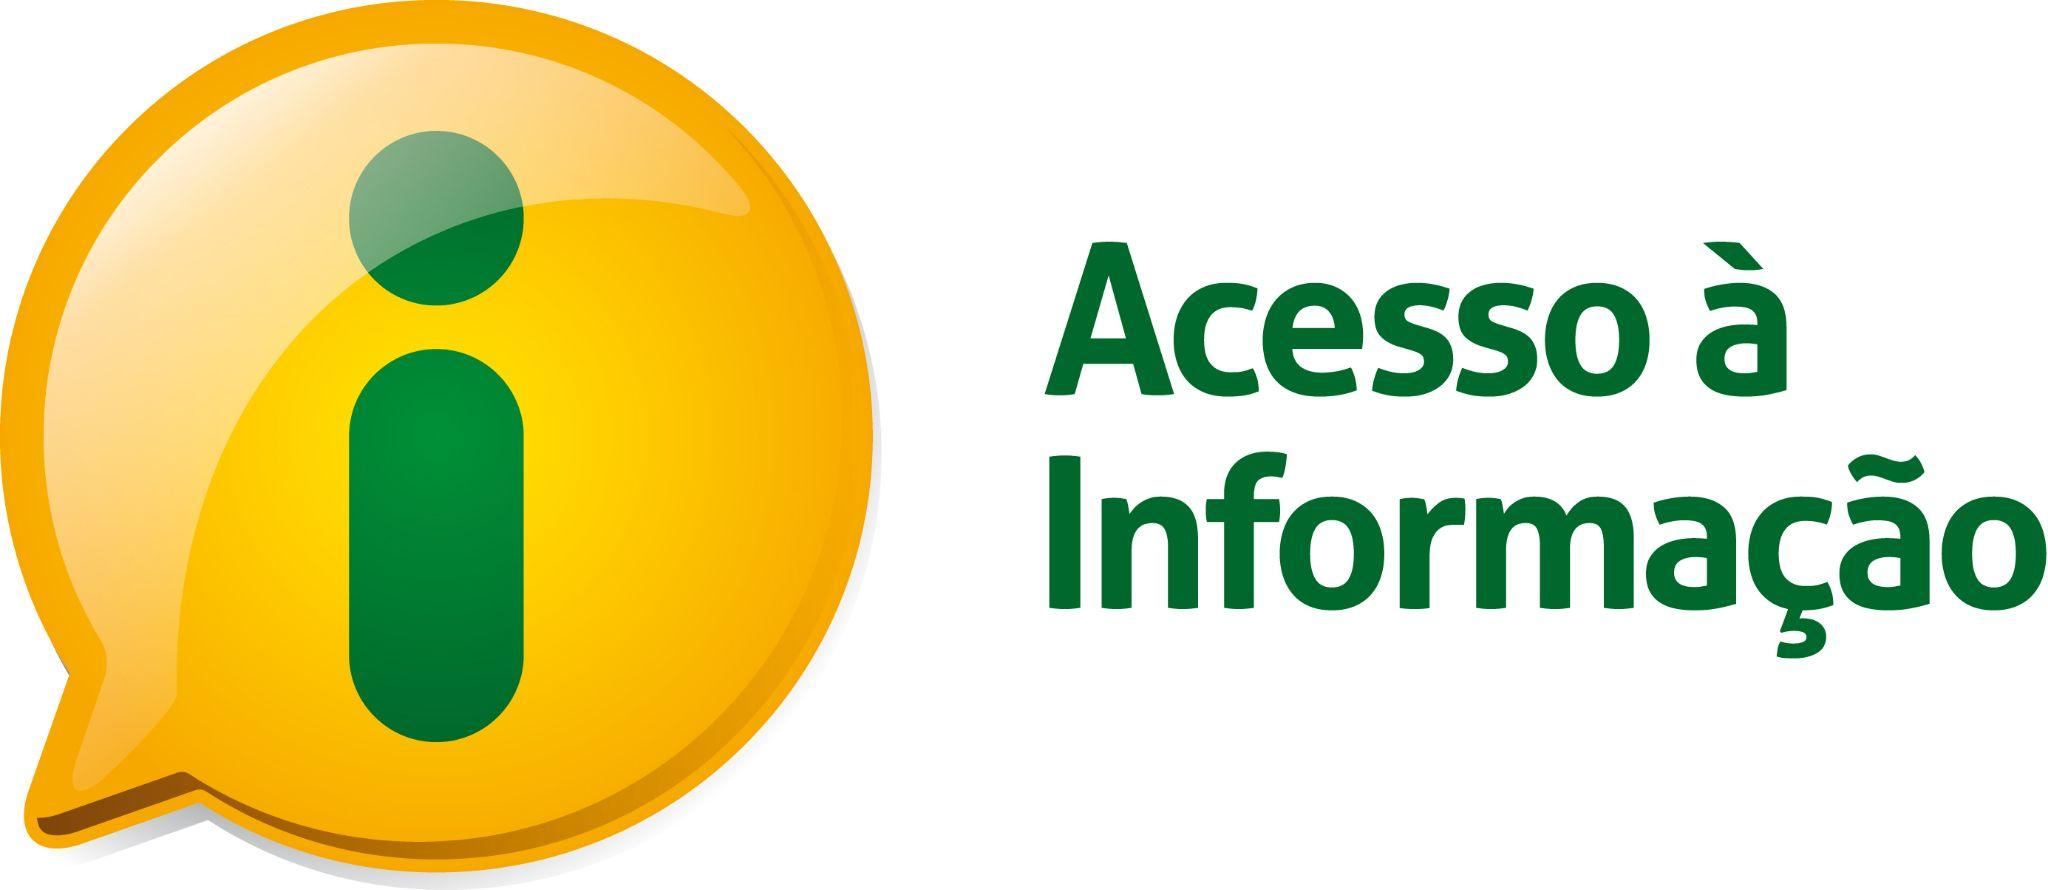 Acesso à
Informação